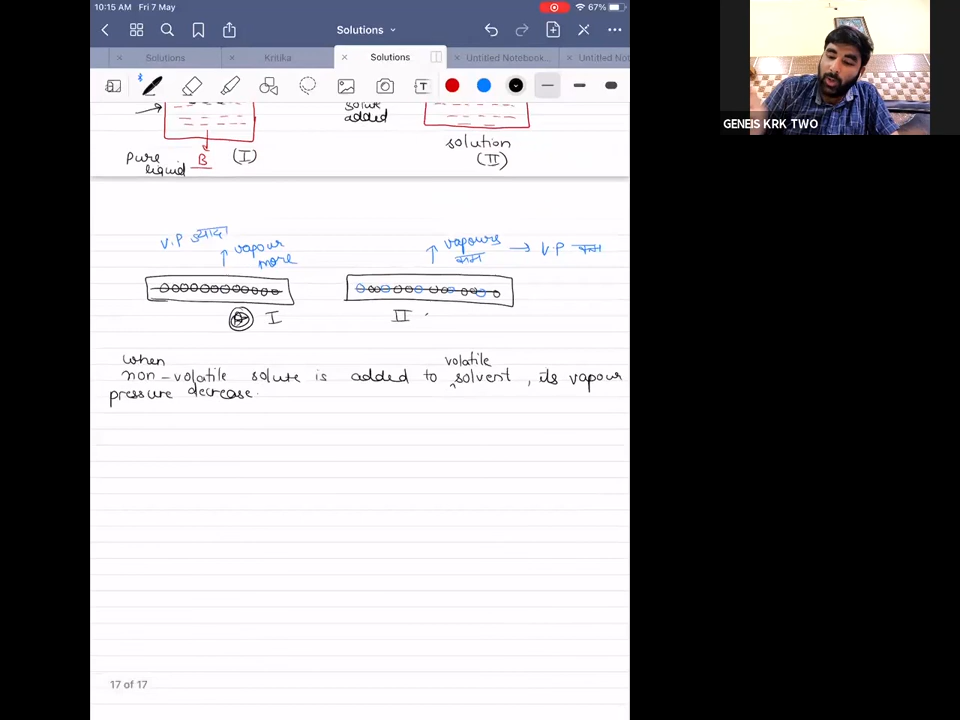 10:15 AM Fri 7 May
67%
Solutions
Solutions
Kritika
Solutions
Untitled Notebook...
Untitled Not
GENEIS KRK TWO
solute
added
solution
(II)
Pure
liquid B (I)
V.P ज्यादा
vapour
more
vapours
कम
→ V.P कम
I
II
when
non-volatile solute is added to volatile solvent, its vapour
pressure decrease.
17 of 17